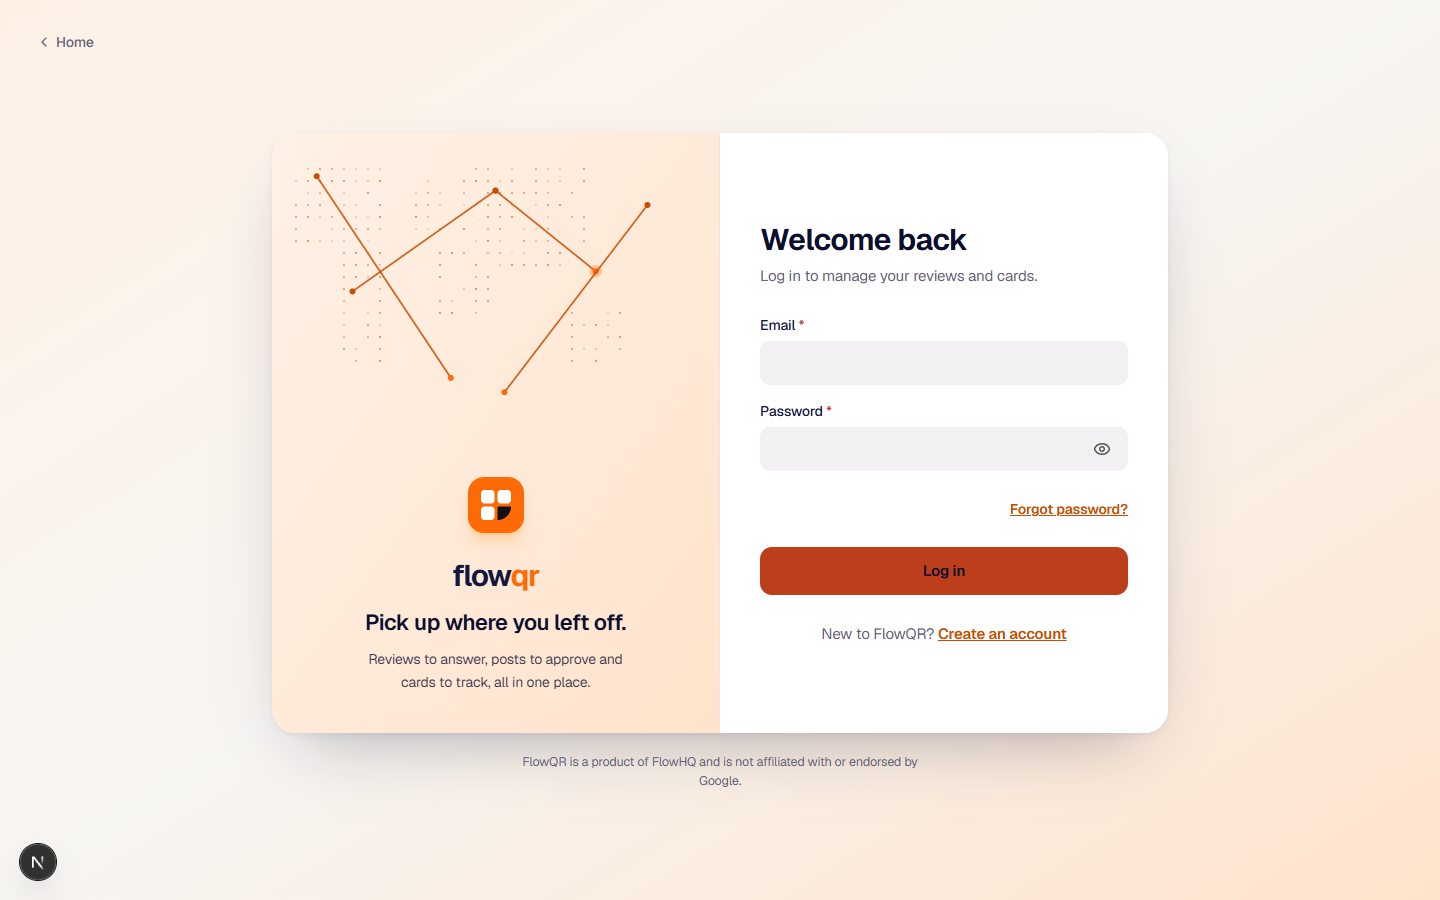 Home
flowqr
Pick up where you left off.
Reviews to answer, posts to approve and
cards to track, all in one place.
Welcome back
Log in to manage your reviews and cards.
Email *
Password *
Forgot password?
Log in
New to FlowQR? Create an account
FlowQR is a product of FlowHQ and is not affiliated with or endorsed by
Google.
N